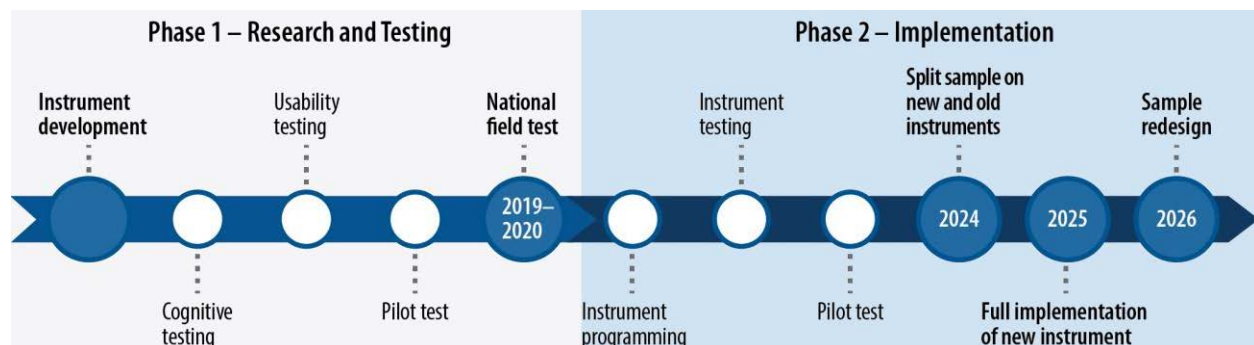 Phase 1 – Research and Testing
Instrument
development
Usability
testing
National
field test
2019–
2020
Cognitive
testing
Pilot test
Phase 2 – Implementation
Instrument
testing
Split sample on
new and old
instruments
Sample
redesign
2024
2025
2026
Instrument
programming
Pilot test
Full implementation
of new instrument